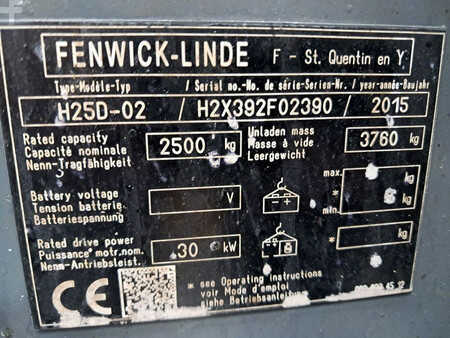 FENWICK-LINDE F - St. Quentin en Y
Type-Modèle-Typ / Serial no.-No. de série-Serien-Nr. / year-année-Baujahr
H25D-02 / H2X392F02390 / 2015
Rated capacity
Capacité nominale
Nenn-Tragfähigkeit
2500 kg
Unladen mass
Masse à vide
Leergewicht
3760 kg
Battery voltage
Tension batterie
Batteriespannung
V
- +
max.
*
min.
kg
Rated drive power
Puissance motr.nom.
Nenn-Antriebsleist.
30 kW
* kg
CE
* see Operating instructions
voir Mode d'emploi
siehe Betriebsanleitung